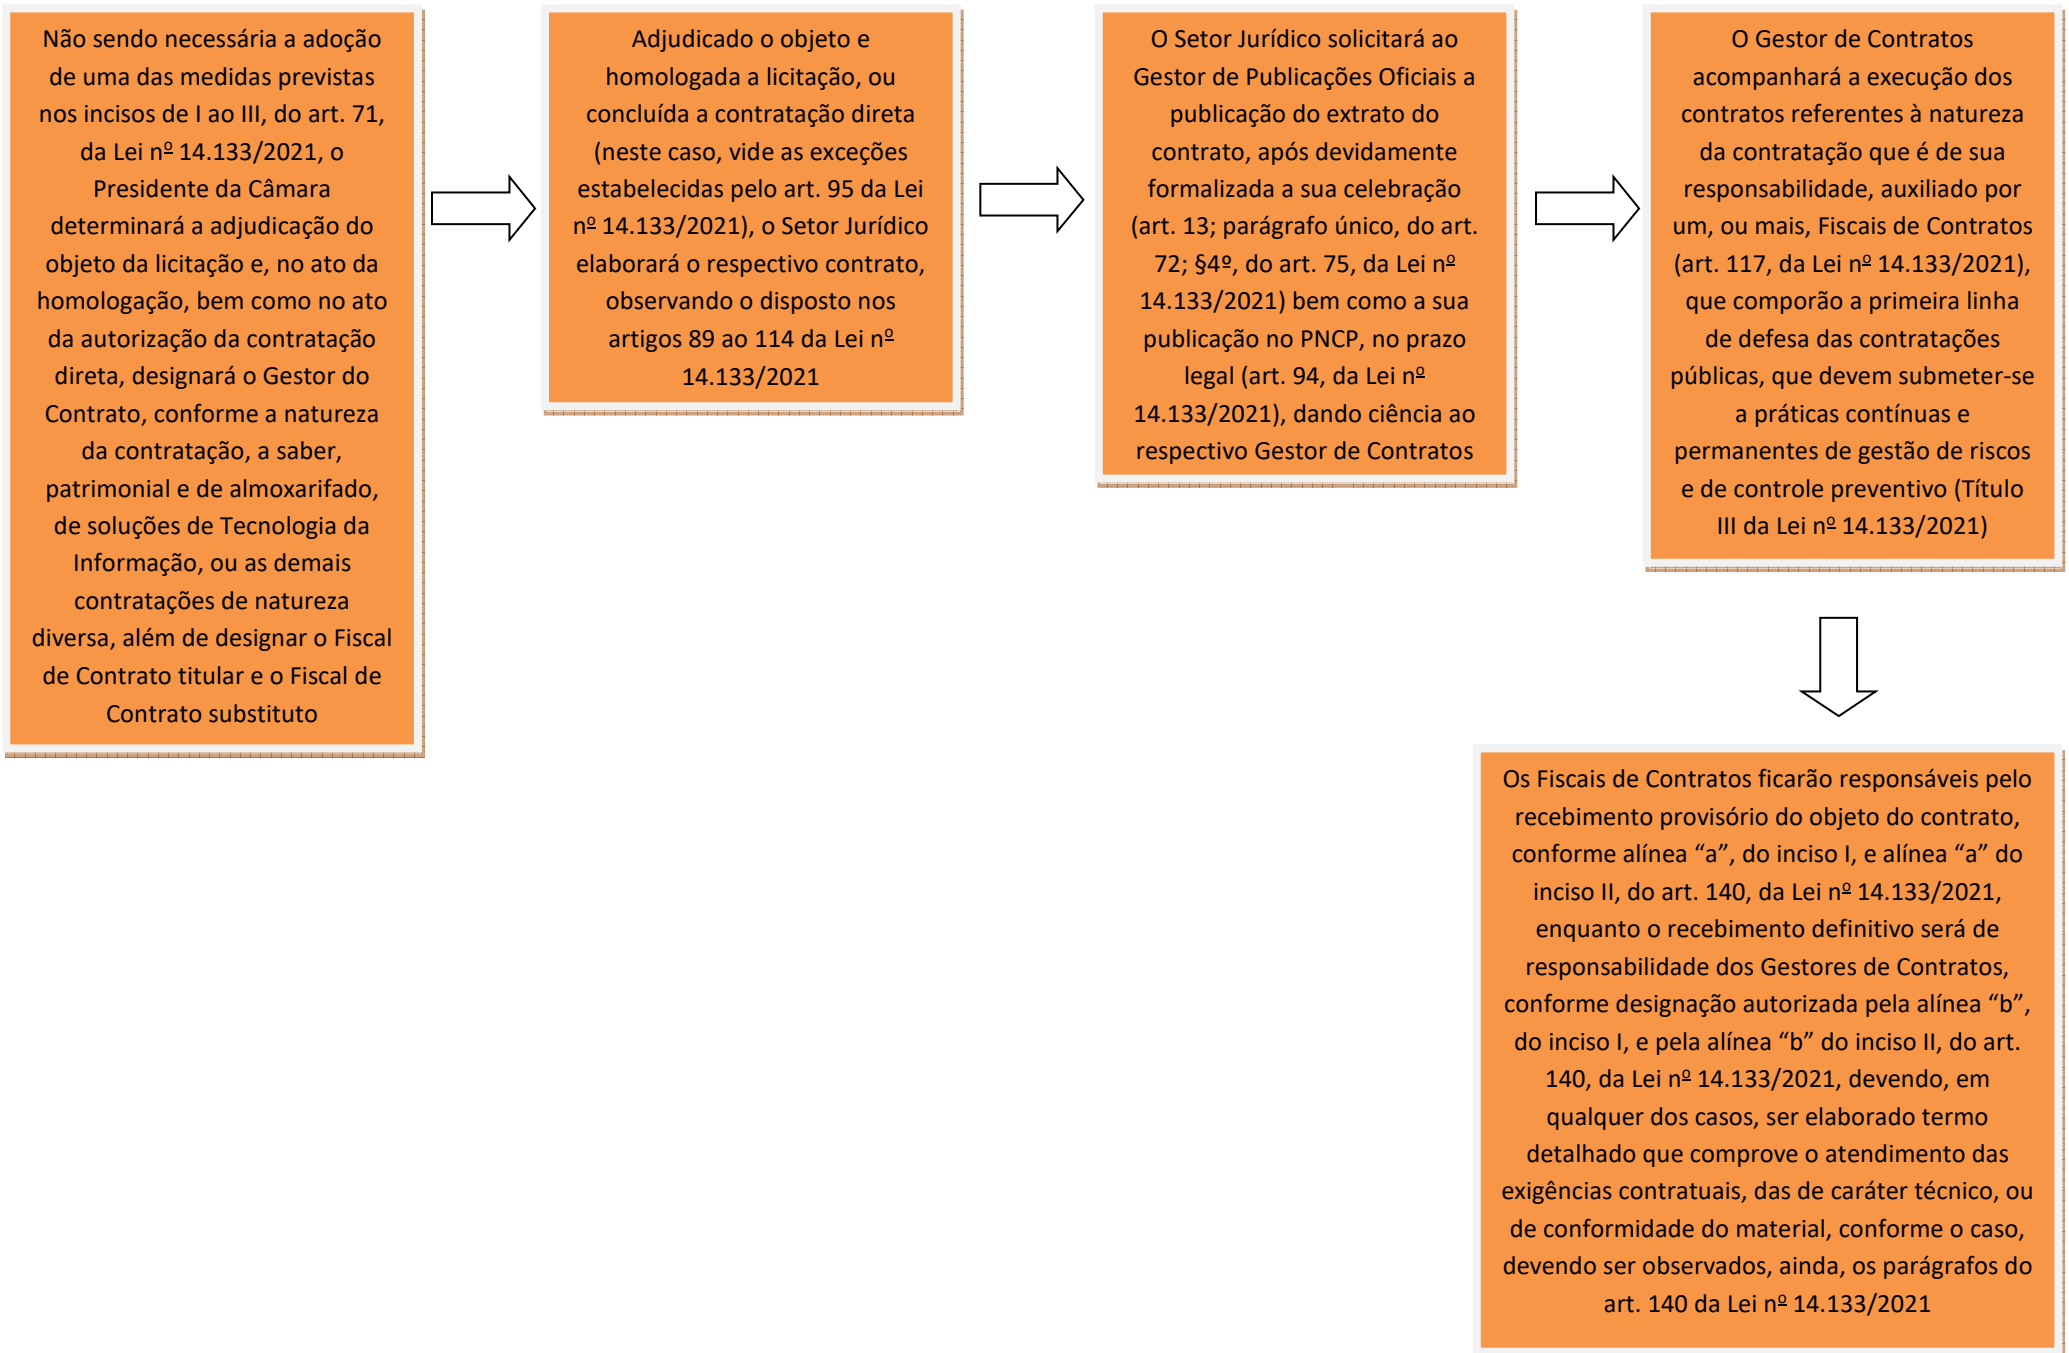 Não sendo necessária a adoção
de uma das medidas previstas
nos incisos de I ao III, do art. 71,
da Lei nº 14.133/2021, o
Presidente da Câmara
determinará a adjudicação do
objeto da licitação e, no ato da
homologação, bem como no ato
da autorização da contratação
direta, designará o Gestor do
Contrato, conforme a natureza
da contratação, a saber,
patrimonial e de almoxarifado,
de soluções de Tecnologia da
Informação, ou as demais
contratações de natureza
diversa, além de designar o Fiscal
de Contrato titular e o Fiscal de
Contrato substituto
Adjudicado o objeto e
homologada a licitação, ou
concluída a contratação direta
(neste caso, vide as exceções
estabelecidas pelo art. 95 da Lei
nº 14.133/2021), o Setor Jurídico
elaborará o respectivo contrato,
observando o disposto nos
artigos 89 ao 114 da Lei nº
14.133/2021
O Setor Jurídico solicitará ao
Gestor de Publicações Oficiais a
publicação do extrato do
contrato, após devidamente
formalizada a sua celebração
(art. 13; parágrafo único, do art.
72; §4º, do art. 75, da Lei nº
14.133/2021) bem como a sua
publicação no PNCP, no prazo
legal (art. 94, da Lei nº
14.133/2021), dando ciência ao
respectivo Gestor de Contratos
O Gestor de Contratos
acompanhará a execução dos
contratos referentes à natureza
da contratação que é de sua
responsabilidade, auxiliado por
um, ou mais, Fiscais de Contratos
(art. 117, da Lei nº 14.133/2021),
que comporão a primeira linha
de defesa das contratações
públicas, que devem submeter-se
a práticas contínuas e
permanentes de gestão de riscos
e de controle preventivo (Título
III da Lei nº 14.133/2021)
Os Fiscais de Contratos ficarão responsáveis pelo
recebimento provisório do objeto do contrato,
conforme alínea “a”, do inciso I, e alínea “a” do
inciso II, do art. 140, da Lei nº 14.133/2021,
enquanto o recebimento definitivo será de
responsabilidade dos Gestores de Contratos,
conforme designação autorizada pela alínea “b”,
do inciso I, e pela alínea “b” do inciso II, do art.
140, da Lei nº 14.133/2021, devendo, em
qualquer dos casos, ser elaborado termo
detalhado que comprove o atendimento das
exigências contratuais, das de caráter técnico, ou
de conformidade do material, conforme o caso,
devendo ser observados, ainda, os parágrafos do
art. 140 da Lei nº 14.133/2021